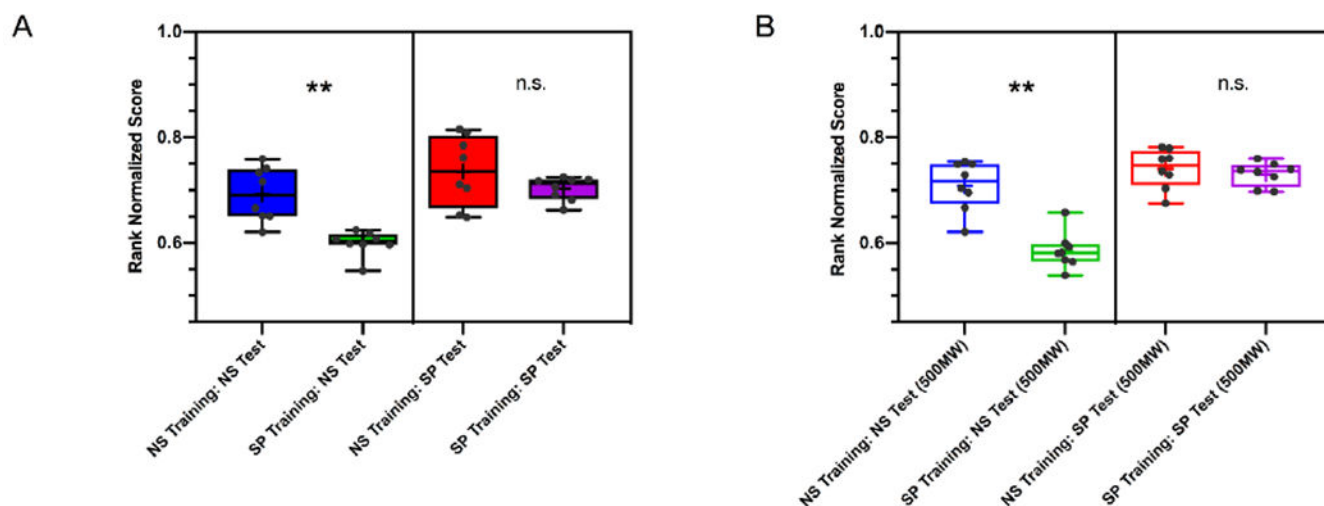 A
B
Rank Normalized Score
1.0
0.8
0.6
**
n.s.
NS Training: NS Test
SP Training: NS Test
NS Training: SP Test
SP Training: SP Test
Rank Normalized Score
1.0
0.8
0.6
**
n.s.
NS Training: NS Test (500MW)
SP Training: NS Test (500MW)
NS Training: SP Test (500MW)
SP Training: SP Test (500MW)